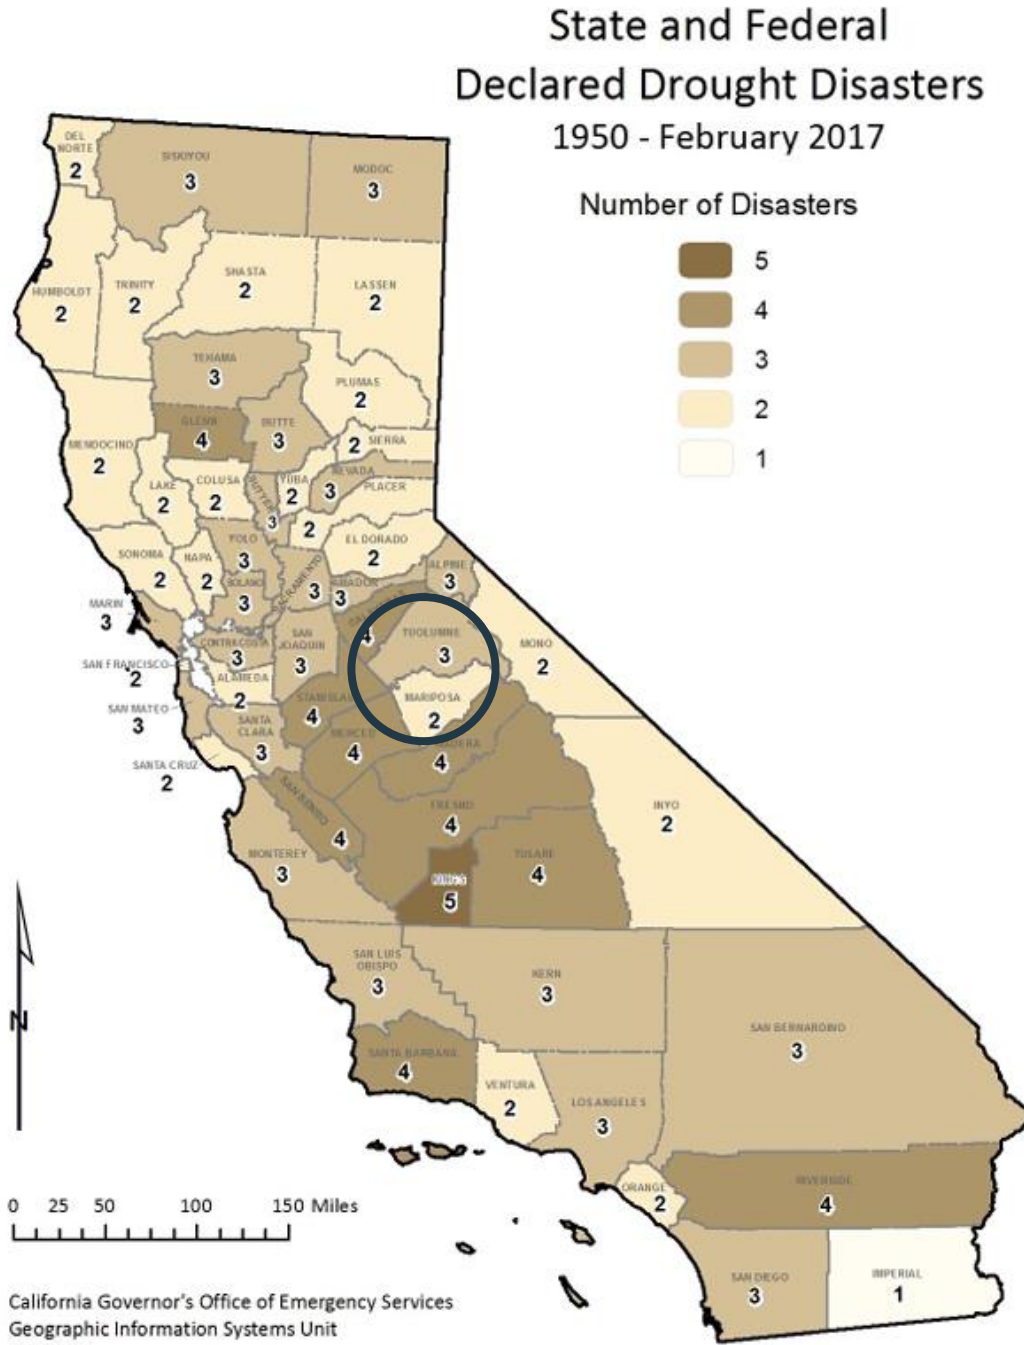 State and Federal
Declared Drought Disasters
1950 - February 2017
Number of Disasters
5
4
3
2
1
DEL
NORTE
2
SISKIYOU
3
MODOC
3
HUMBOLDT
2
TRINITY
2
SHASTA
2
LASSEN
2
TEHAMA
3
PLUMAS
2
GLENN
4
BUTTE
3
MENDOCINO
2
2 SIERRA
LAKE
2
COLUSA
2
SUTTER
3
YUBA
2
NEVADA
3
PLACER
2
SONOMA
2
NAPA
2
YOLO
3
EL DORADO
2
SOLANO
3
SACRAMENTO
3
AMADOR
3
ALPINE
3
MARIN
3
4
TUOLUMNE
3
MONO
2
CONTRA COSTA
3
SAN
JOAQUIN
3
SAN FRANCISCO
2
ALAMEDA
2
STANISLAUS
4
MARIPOSA
2
SAN MATEO
3
SANTA
CLARA
3
MERCED
4
MADERA
4
SANTA CRUZ
2
SAN BENITO
4
FRESNO
4
INYO
2
MONTEREY
3
KINGS
5
TULARE
4
SAN LUIS
OBISPO
3
KERN
3
SAN BERNARDINO
3
SANTA BARBARA
4
VENTURA
2
LOS ANGELES
3
ORANGE
2
RIVERSIDE
4
SAN DIEGO
3
IMPERIAL
1
N
0 25 50 100 150 Miles
California Governor's Office of Emergency Services
Geographic Information Systems Unit